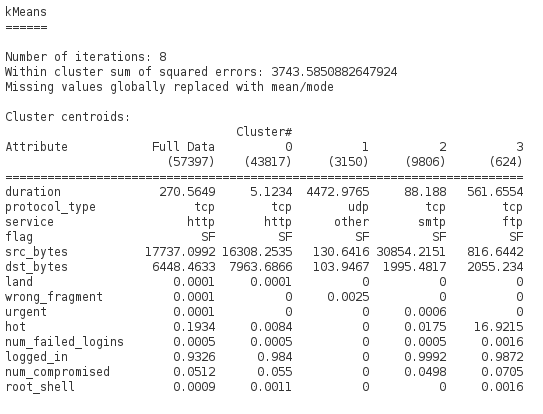 kMeans
======
Number of iterations: 8
Within cluster sum of squared errors: 3743.5850882647924
Missing values globally replaced with mean/mode
Cluster centroids:
Cluster#
Attribute Full Data 0 1 2 3
(57397) (43817) (3150) (9806) (624)
==========================================================================
duration 270.5649 5.1234 4472.9765 88.188 561.6554
protocol_type tcp tcp udp tcp tcp
service http http other smtp ftp
flag SF SF SF SF SF
src_bytes 17737.0992 16308.2535 130.6416 30854.2151 816.6442
dst_bytes 6448.4633 7963.6866 103.9467 1995.4817 2055.234
land 0.0001 0.0001 0 0 0
wrong_fragment 0.0001 0 0.0025 0 0
urgent 0.0001 0 0 0.0006 0
hot 0.1934 0.0084 0 0.0175 16.9215
num_failed_logins 0.0005 0.0005 0 0.0005 0.0016
logged_in 0.9326 0.984 0 0.9992 0.9872
num_compromised 0.0512 0.055 0 0.0498 0.0705
root_shell 0.0009 0.0011 0 0 0.0016